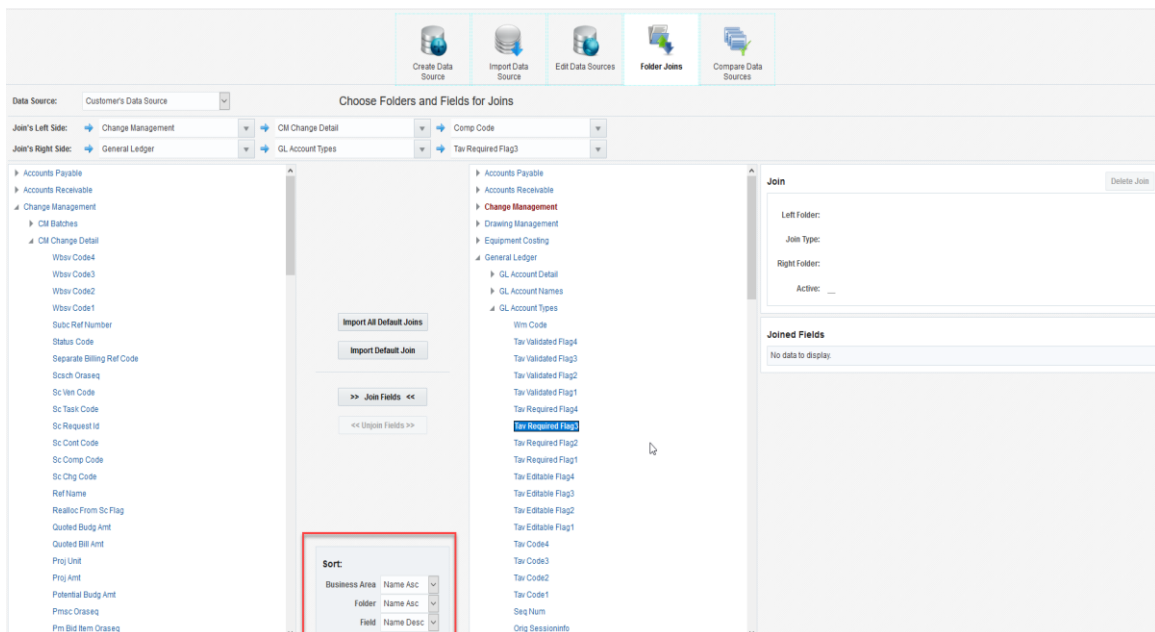 Create Data Source
Import Data Source
Edit Data Sources
Folder Joins
Compare Data Sources
Data Source: Customer's Data Source
Choose Folders and Fields for Joins
Join's Left Side: Change Management CM Change Detail Comp Code
Join's Right Side: General Ledger GL Account Types Tav Required Flag3
Accounts Payable
Accounts Receivable
Change Management
CM Batches
CM Change Detail
Wbsv Code4
Wbsv Code3
Wbsv Code2
Wbsv Code1
Subc Ref Number
Status Code
Separate Billing Ref Code
Scsch Oraseq
Sc Ven Code
Sc Task Code
Sc Request Id
Sc Cont Code
Sc Comp Code
Sc Chg Code
Ref Name
Realloc From Sc Flag
Quoted Budg Amt
Quoted Bill Amt
Proj Unit
Proj Amt
Potential Budg Amt
Pmsc Oraseq
Pm Bid Item Oraseq
Import All Default Joins
Import Default Join
>> Join Fields <<
<< Unjoin Fields >>
Sort:
Business Area Name Asc
Folder Name Asc
Field Name Desc
Accounts Payable
Accounts Receivable
Change Management
Drawing Management
Equipment Costing
General Ledger
GL Account Detail
GL Account Names
GL Account Types
Wm Code
Tav Validated Flag4
Tav Validated Flag3
Tav Validated Flag2
Tav Validated Flag1
Tav Required Flag4
Tav Required Flag3
Tav Required Flag2
Tav Required Flag1
Tav Editable Flag4
Tav Editable Flag3
Tav Editable Flag2
Tav Editable Flag1
Tav Code4
Tav Code3
Tav Code2
Tav Code1
Seq Num
Orig Sessioninfo
Join
Delete Join
Left Folder:
Join Type:
Right Folder:
Active:
Joined Fields
No data to display.